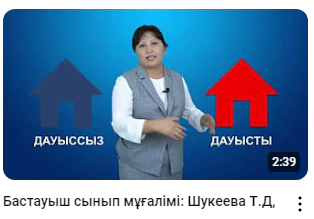 ДАУЫССЫЗ
ДАУЫСТЫ
2:39
Бастауыш сынып мұғалімі: Шукеева Т.Д,